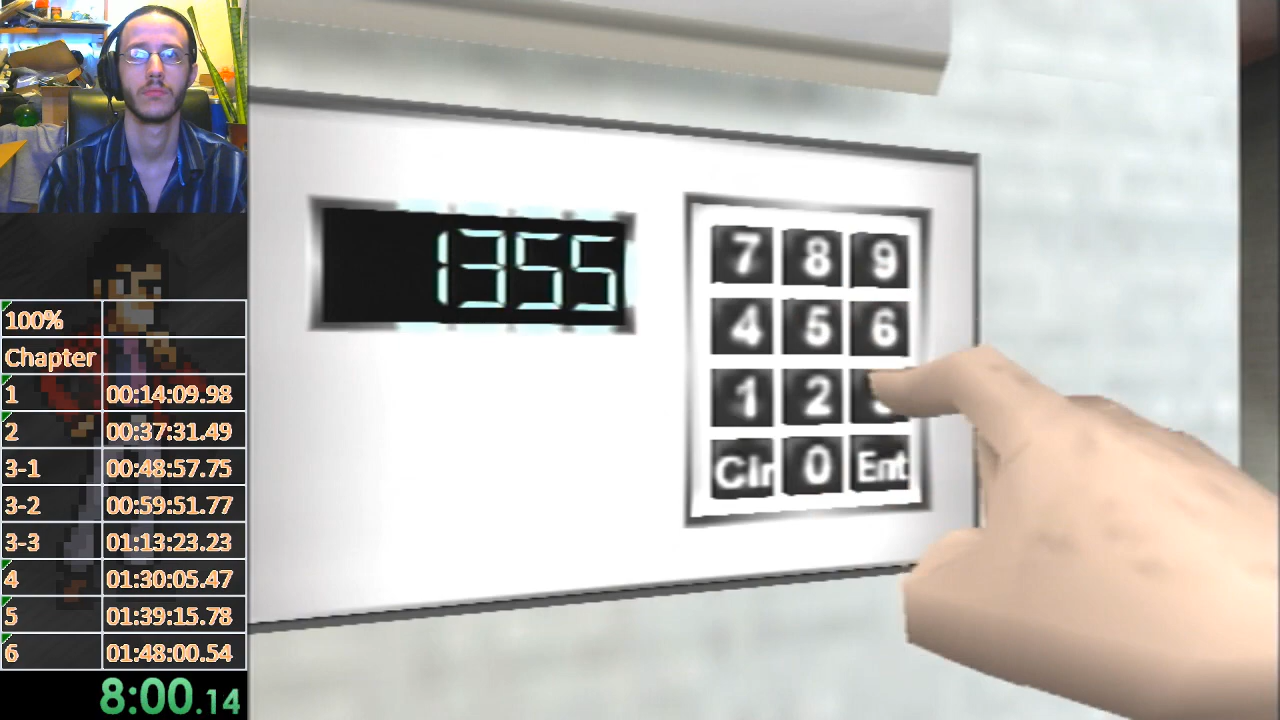 100%
Chapter
1 00:14:09.98
2 00:37:31.49
3-1 00:48:57.75
3-2 00:59:51.77
3-3 01:13:23.23
4 01:30:05.47
5 01:39:15.78
6 01:48:00.54
8:00.14
1355
7 8 9
4 5 6
1 2 3
Clr 0 Ent